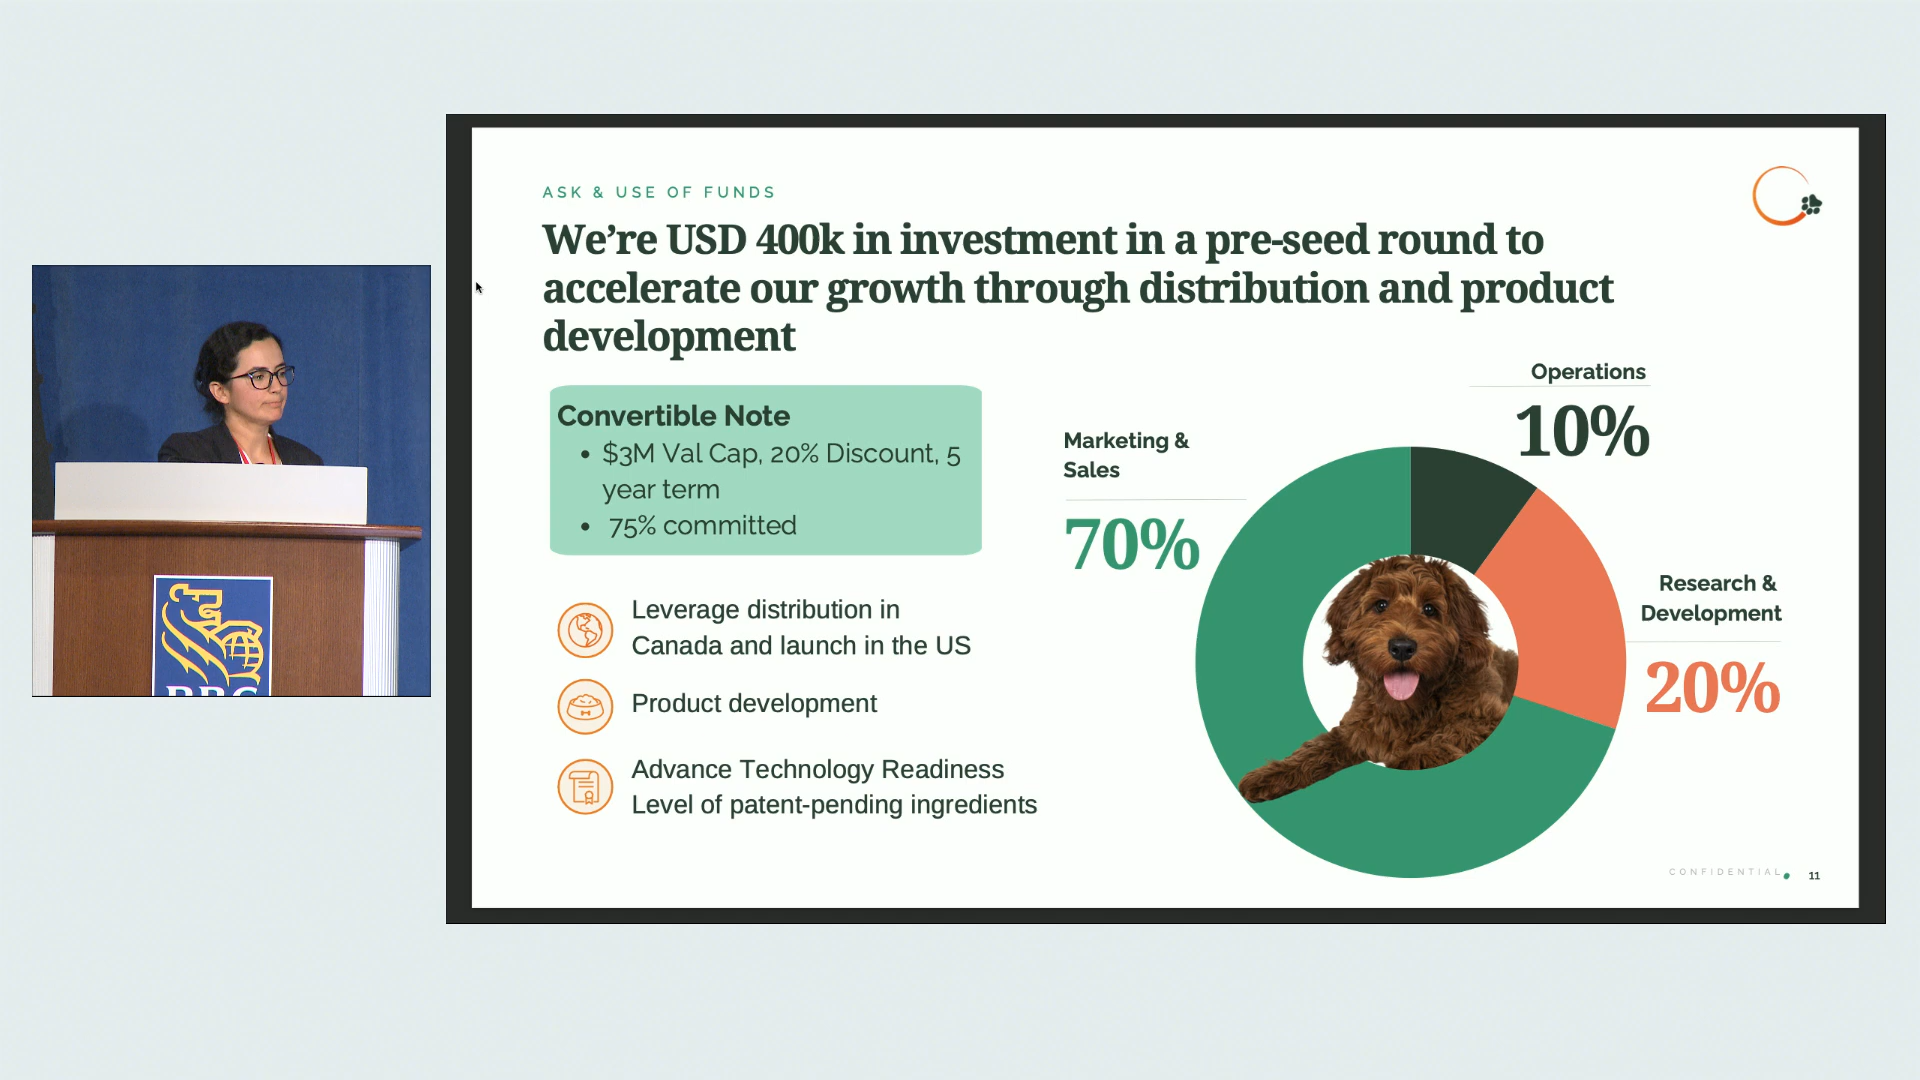 ASK & USE OF FUNDS
We’re USD 400k in investment in a pre-seed round to
accelerate our growth through distribution and product
development
Convertible Note
• $3M Val Cap, 20% Discount, 5
year term
• 75% committed
Leverage distribution in
Canada and launch in the US
Product development
Advance Technology Readiness
Level of patent-pending ingredients
Marketing &
Sales
70%
Operations
10%
Research &
Development
20%
CONFIDENTIAL
11
RBC